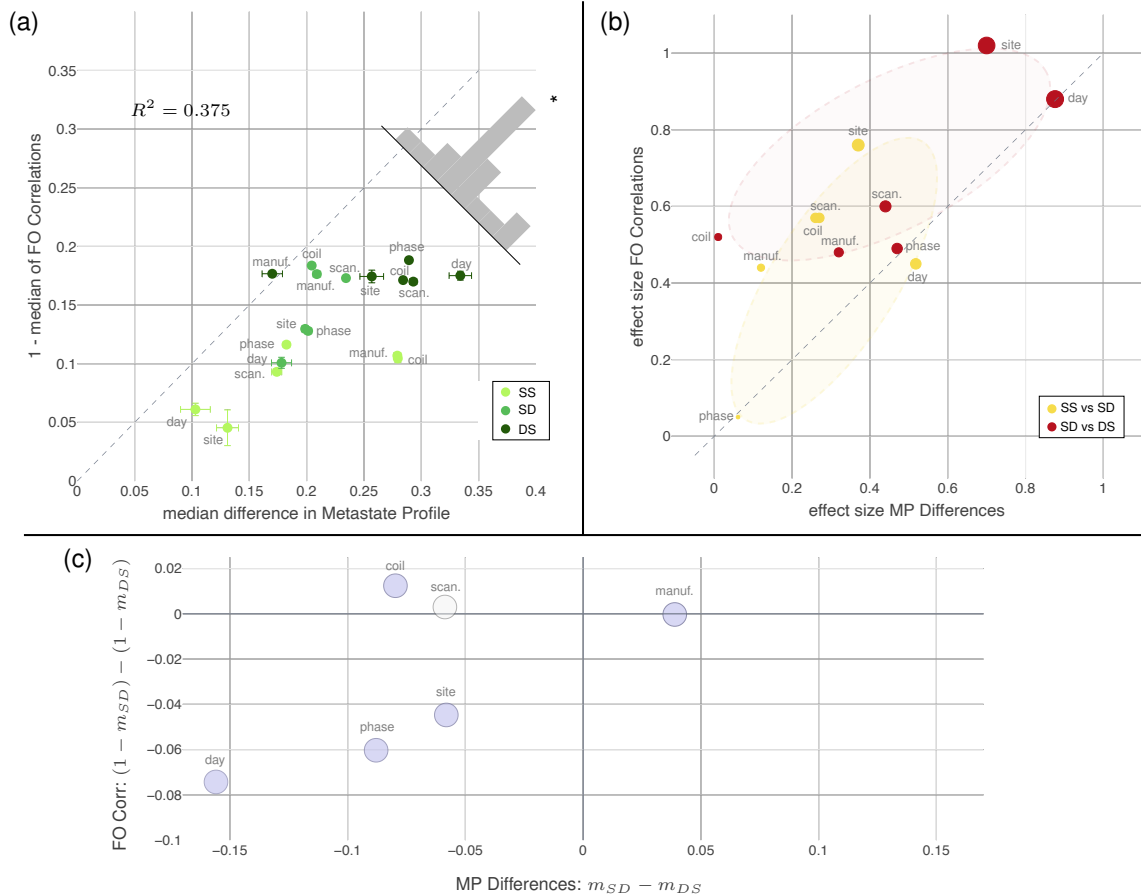 (a)
0.35
0.3
0.25
0.20
0.15
0.1
0.05
0
1 - median of FO Correlations
R² = 0.375
*
manuf.
coil
manuf.
scan.
phase
coil
site
scan.
day
site
phase
phase
day
scan.
manuf.
coil
day
site
SS
SD
DS
0
0.05
0.1
0.15
0.2
0.25
0.3
0.35
0.4
median difference in Metastate Profile
(b)
1
0.8
0.6
0.4
0.2
0
effect size FO Correlations
site
day
site
scan.
scan.
coil
coil
manuf.
phase
manuf.
day
phase
SS vs SD
SD vs DS
0
0.2
0.4
0.6
0.8
1
effect size MP Differences
(c)
0.02
0
−0.02
−0.04
−0.06
−0.08
−0.1
FO Corr: (1 − m_SD) − (1 − m_DS)
coil
scan.
manuf.
site
phase
day
−0.15
−0.1
−0.05
0
0.05
0.1
0.15
MP Differences: m_SD − m_DS